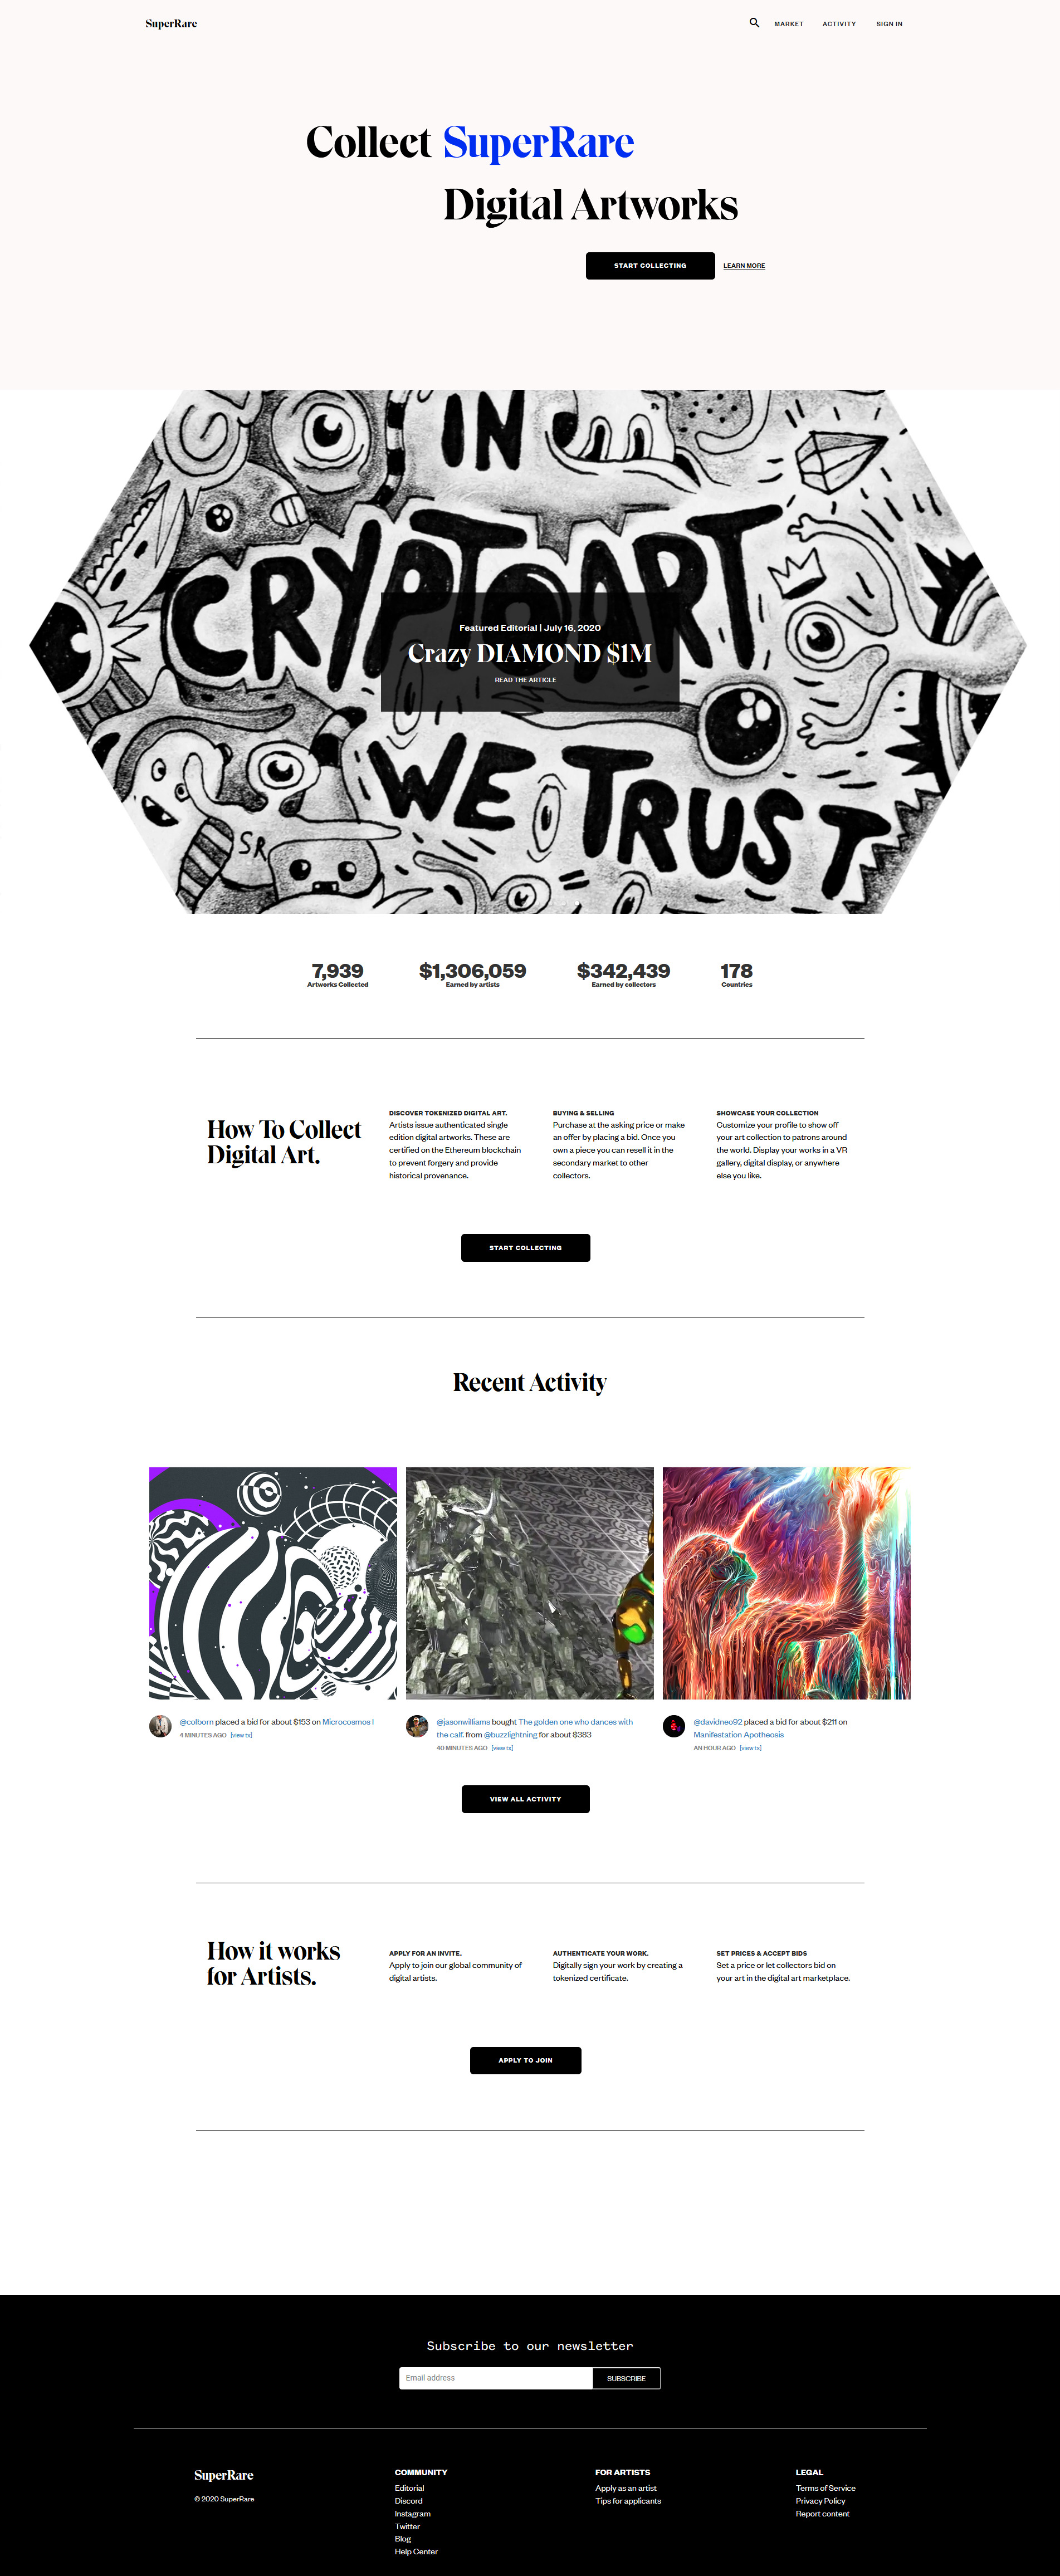 SuperRare
MARKET
ACTIVITY
SIGN IN
Collect SuperRare
Digital Artworks
START COLLECTING
LEARN MORE
IN
CRYPTOART
WE TRUST
SR
Featured Editorial | July 16, 2020
Crazy DIAMOND $1M
READ THE ARTICLE
7,939
Artworks Collected
$1,306,059
Earned by artists
$342,439
Earned by collectors
178
Countries
How To Collect
Digital Art.
DISCOVER TOKENIZED DIGITAL ART.
Artists issue authenticated single
edition digital artworks. These are
certified on the Ethereum blockchain
to prevent forgery and provide
historical provenance.
BUYING & SELLING
Purchase at the asking price or make
an offer by placing a bid. Once you
own a piece you can resell it in the
secondary market to other
collectors.
SHOWCASE YOUR COLLECTION
Customize your profile to show off
your art collection to patrons around
the world. Display your works in a VR
gallery, digital display, or anywhere
else you like.
START COLLECTING
Recent Activity
@colborn placed a bid for about $153 on Microcosmos I
4 MINUTES AGO [view tx]
@jasonwilliams bought The golden one who dances with
the calf. from @buzzlightning for about $383
40 MINUTES AGO [view tx]
@davidneo92 placed a bid for about $211 on
Manifestation Apotheosis
AN HOUR AGO [view tx]
VIEW ALL ACTIVITY
How it works
for Artists.
APPLY FOR AN INVITE.
Apply to join our global community of
digital artists.
AUTHENTICATE YOUR WORK.
Digitally sign your work by creating a
tokenized certificate.
SET PRICES & ACCEPT BIDS
Set a price or let collectors bid on
your art in the digital art marketplace.
APPLY TO JOIN
Subscribe to our newsletter
Email address
SUBSCRIBE
SuperRare
© 2020 SuperRare
COMMUNITY
Editorial
Discord
Instagram
Twitter
Blog
Help Center
FOR ARTISTS
Apply as an artist
Tips for applicants
LEGAL
Terms of Service
Privacy Policy
Report content